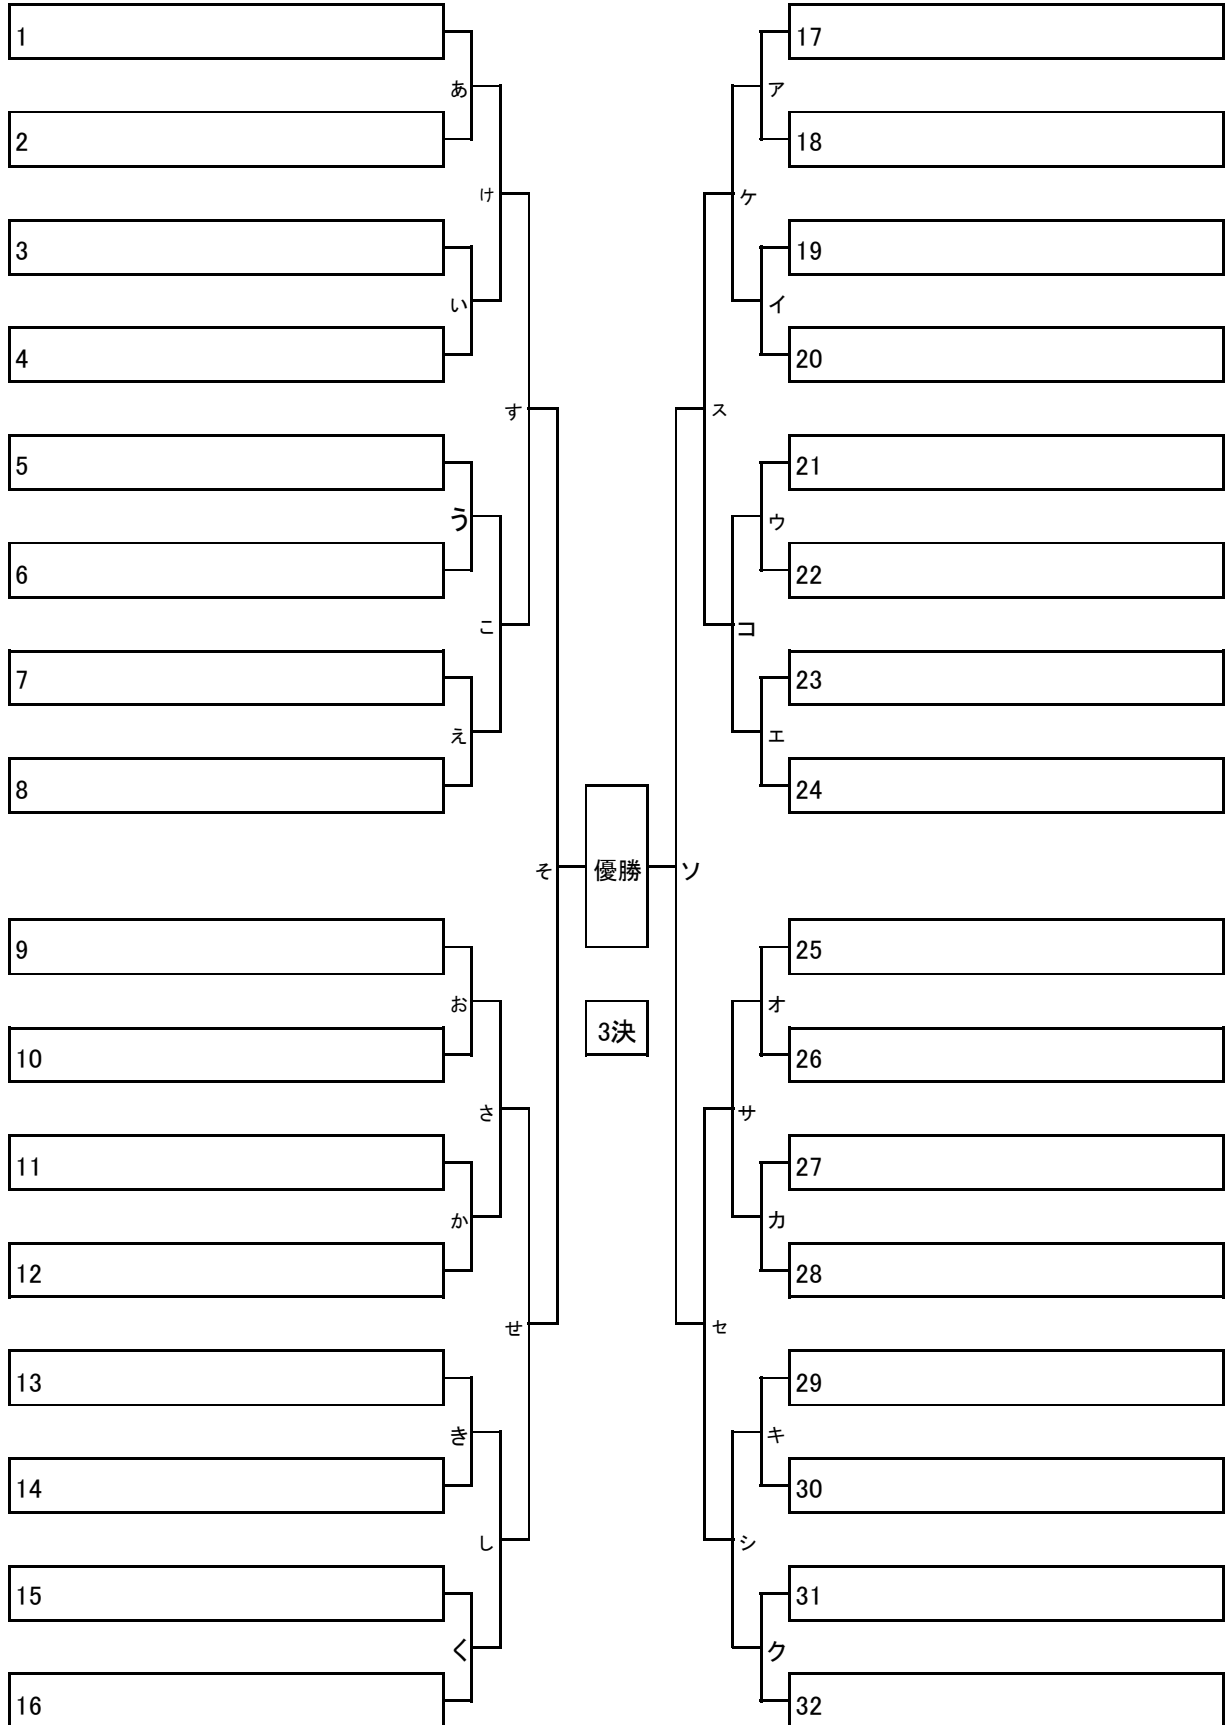 1
17
あ
ア
2
18
け
ケ
3
19
い
イ
4
20
す
ス
5
21
う
ウ
6
22
こ
コ
7
23
え
エ
8
24
そ
優勝
ソ
9
25
お
オ
3決
10
26
さ
サ
11
27
か
カ
12
28
せ
セ
13
29
き
キ
14
30
し
シ
15
31
く
ク
16
32